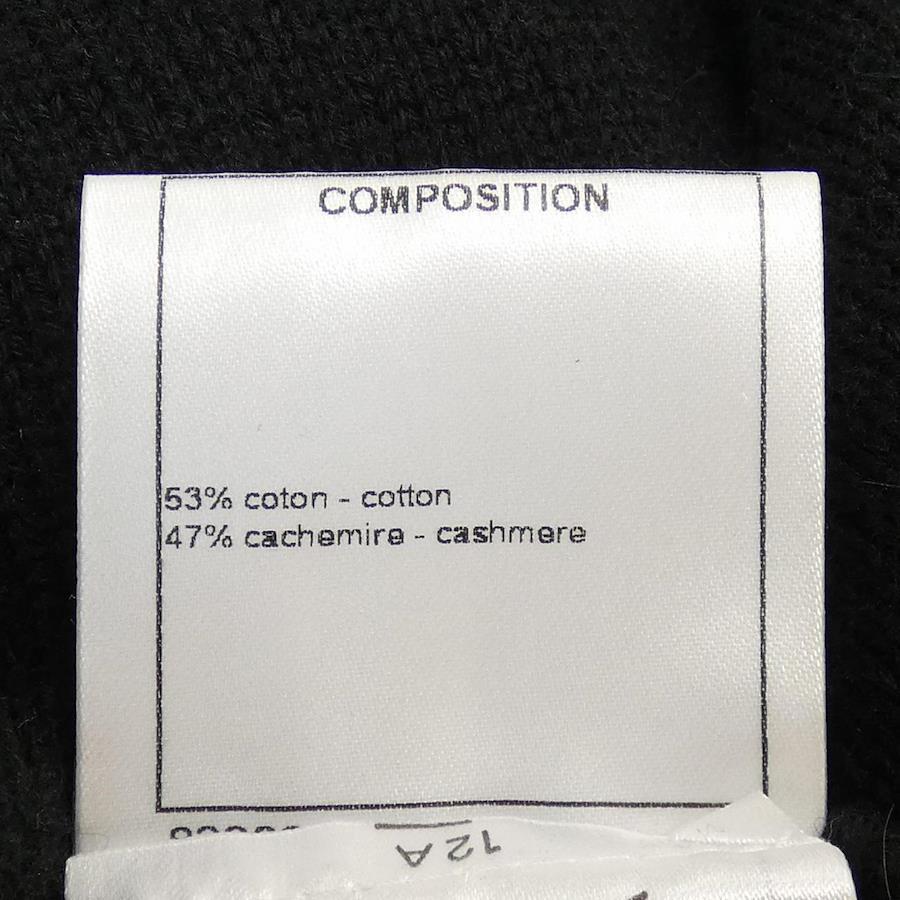 COMPOSITION
53% coton - cotton
47% cachemire - cashmere
12A